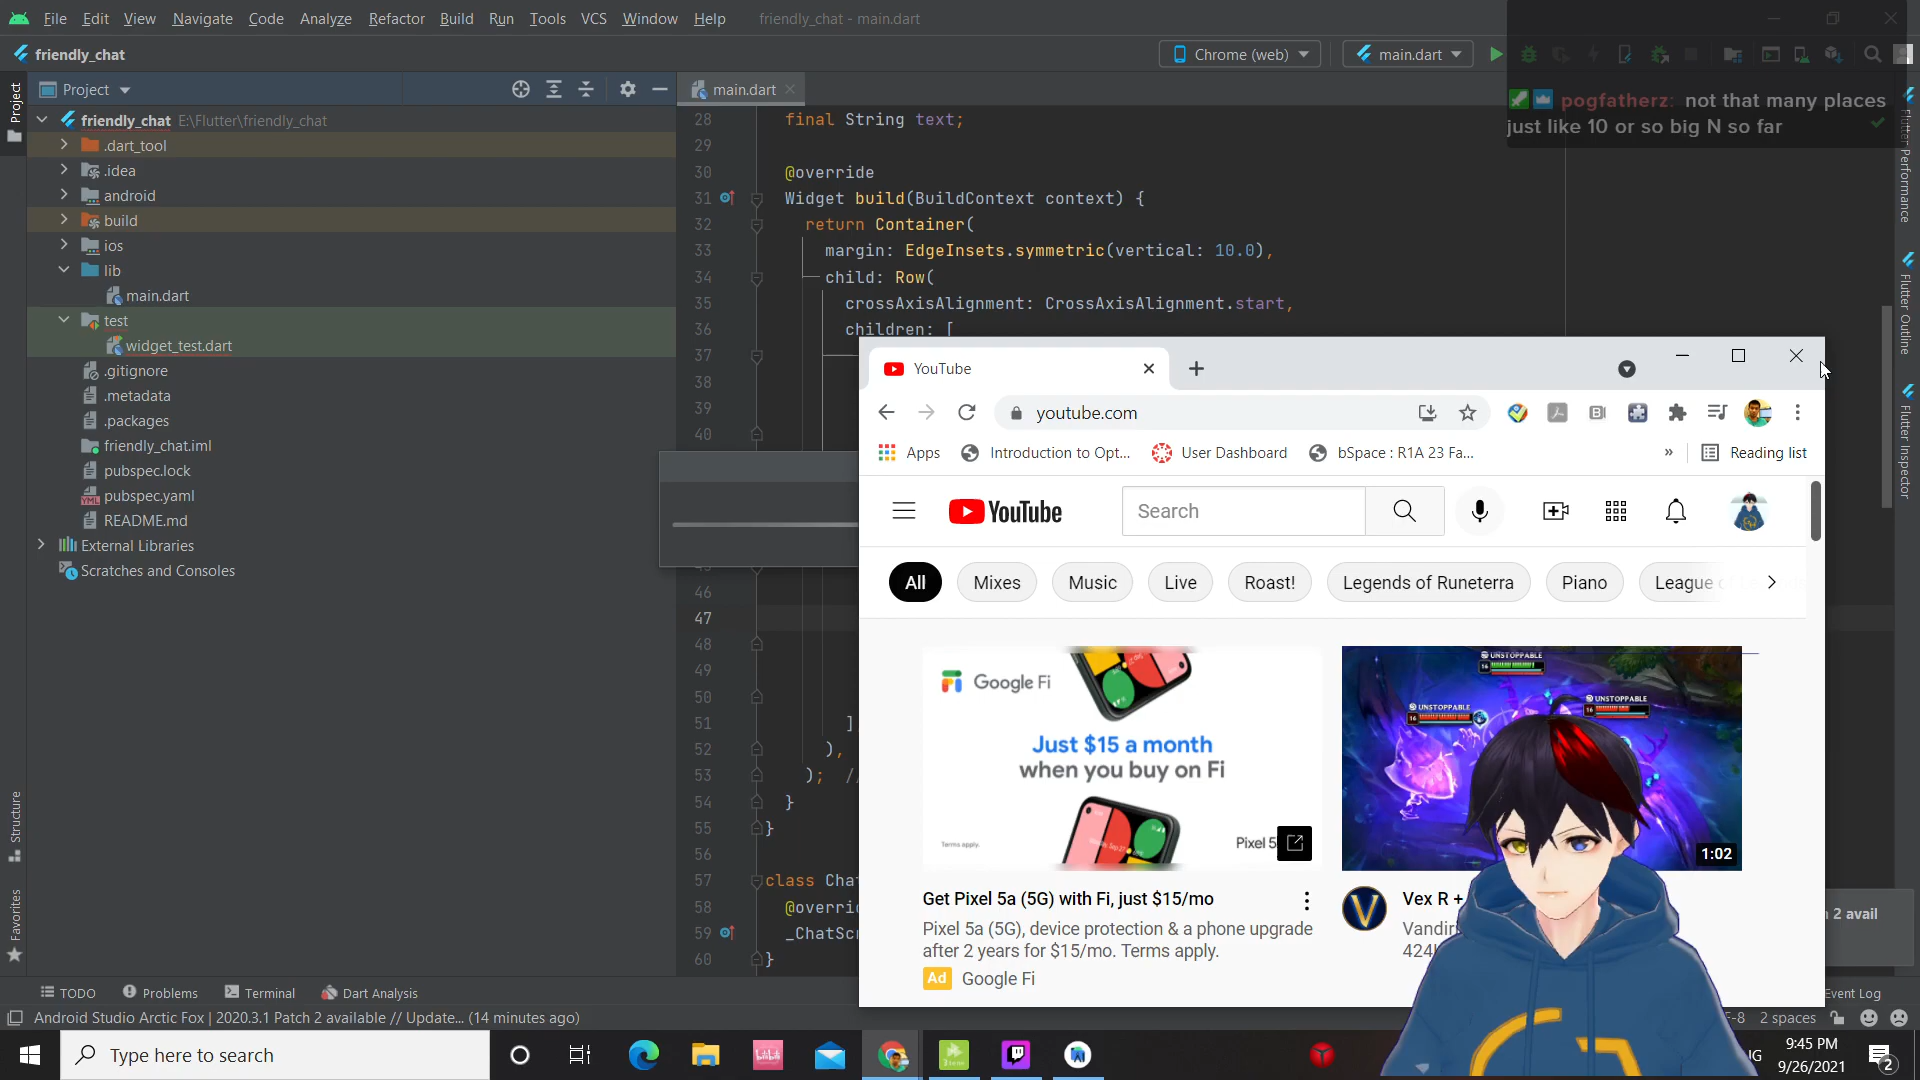 File Edit View Navigate Code Analyze Refactor Build Run Tools VCS Window Help friendly_chat - main.dart
friendly_chat
Chrome (web)
main.dart
pogfatherz: not that many places
just like 10 or so big N so far
Project
Project
main.dart
friendly_chat E:\Flutter\friendly_chat
.dart_tool
.idea
android
build
ios
lib
main.dart
test
widget_test.dart
.gitignore
.metadata
.packages
friendly_chat.iml
pubspec.lock
pubspec.yaml
README.md
External Libraries
Scratches and Consoles
28 final String text;
29
30 @override
31 Widget build(BuildContext context) {
32 return Container(
33 margin: EdgeInsets.symmetric(vertical: 10.0),
34 child: Row(
35 crossAxisAlignment: CrossAxisAlignment.start,
36 children: [
37
38
39
40
46
47
48
49
50
51 ]
52 ),
53 ); //
54 }
55 }
56
57 class Cha
58 @overri
59 _ChatScr
60 }
Flutter Performance
Flutter Outline
Flutter Inspector
Structure
Favorites
YouTube
youtube.com
Apps
Introduction to Opt...
User Dashboard
bSpace : R1A 23 Fa...
»
Reading list
YouTube
Search
All
Mixes
Music
Live
Roast!
Legends of Runeterra
Piano
League
Google Fi
Just $15 a month
when you buy on Fi
Terms apply.
Pixel 5
UNSTOPPABLE
UNSTOPPABLE
UNSTOPPABLE
16
16
16
1:02
Get Pixel 5a (5G) with Fi, just $15/mo
Pixel 5a (5G), device protection & a phone upgrade
after 2 years for $15/mo. Terms apply.
Ad Google Fi
Vex R +
Vandir
424
2 avail
TODO
Problems
Terminal
Dart Analysis
Event Log
Android Studio Arctic Fox | 2020.3.1 Patch 2 available // Update... (14 minutes ago)
2 spaces
Type here to search
9:45 PM
9/26/2021
2